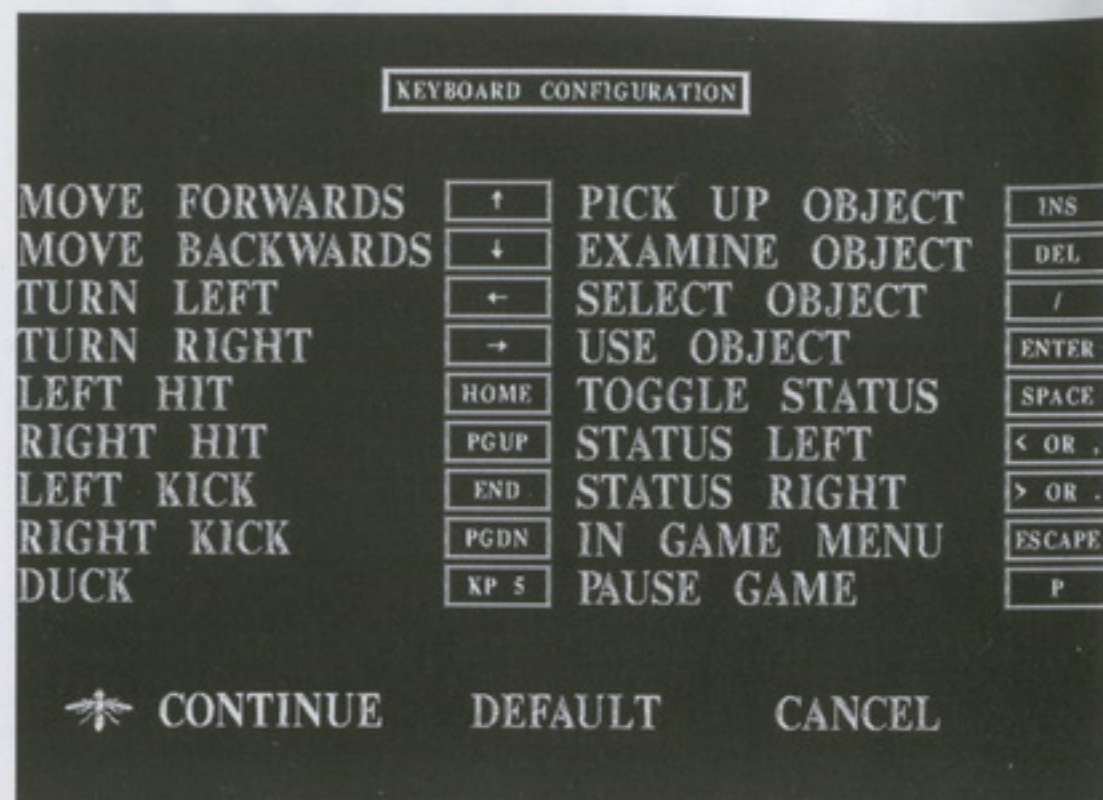 KEYBOARD CONFIGURATION
MOVE FORWARDS ↑ PICK UP OBJECT INS
MOVE BACKWARDS ↓ EXAMINE OBJECT DEL
TURN LEFT ← SELECT OBJECT /
TURN RIGHT → USE OBJECT ENTER
LEFT HIT HOME TOGGLE STATUS SPACE
RIGHT HIT PGUP STATUS LEFT < OR ,
LEFT KICK END STATUS RIGHT > OR .
RIGHT KICK PGDN IN GAME MENU ESCAPE
DUCK KP 5 PAUSE GAME P
CONTINUE DEFAULT CANCEL